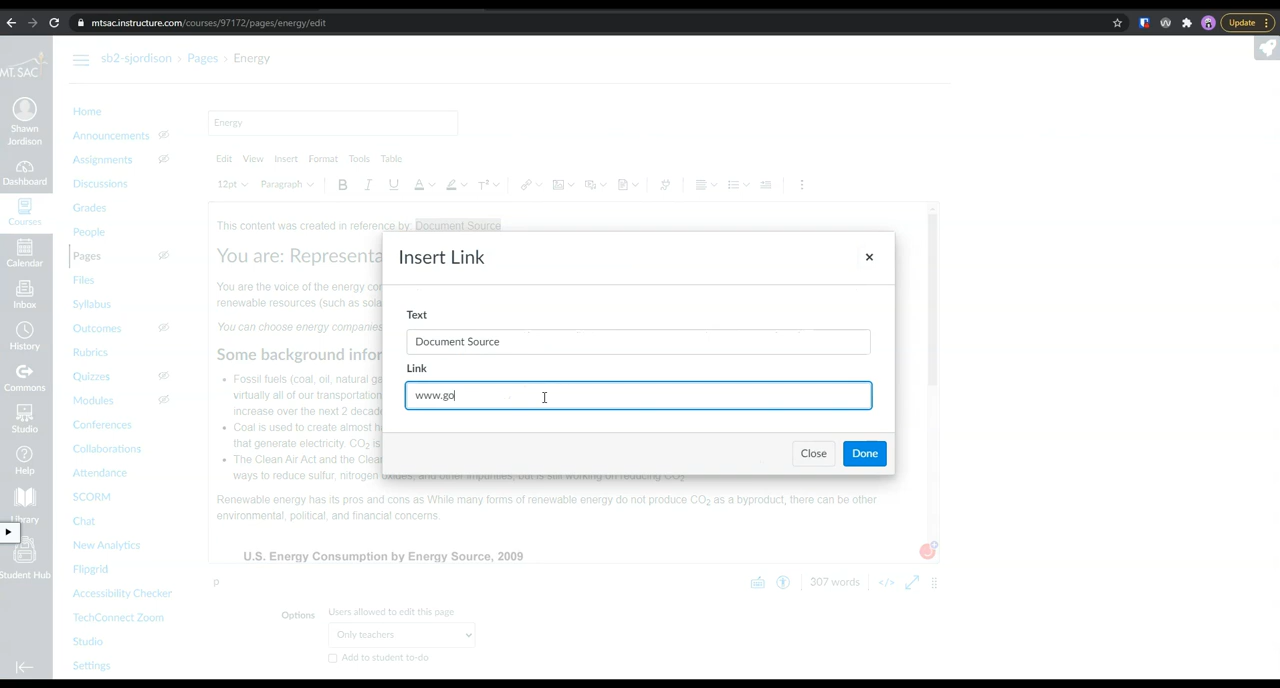 mtsac.instructure.com/courses/97172/pages/energy/edit
Update
MT. SAC
Shawn
Jordison
Dashboard
Courses
Calendar
Inbox
History
Commons
Studio
Help
Library
Student Hub
sb2-sjordison > Pages > Energy
Home
Announcements
Assignments
Discussions
Grades
People
Pages
Files
Syllabus
Outcomes
Rubrics
Quizzes
Modules
Conferences
Collaborations
Attendance
SCORM
Chat
New Analytics
Flipgrid
Accessibility Checker
TechConnect Zoom
Studio
Settings
Energy
Edit View Insert Format Tools Table
12pt Paragraph B I U A T²
This content was created in reference by: Document Source
You are: Representa
You are the voice of the energy con
renewable resources (such as sola
You can choose energy companies
Some background infor
Fossil fuels (coal, oil, natural ga
virtually all of our transportation
increase over the next 2 decade
Coal is used to create almost h
that generate electricity. CO₂ is
The Clean Air Act and the Clea
ways to reduce sulfur, nitrogen oxides, and other impurities, but is still working on reducing CO₂
Renewable energy has its pros and cons as While many forms of renewable energy do not produce CO₂ as a byproduct, there can be other
environmental, political, and financial concerns.
U.S. Energy Consumption by Energy Source, 2009
Insert Link
Text
Document Source
Link
www.go
Close Done
p
307 words </>
Options Users allowed to edit this page
Only teachers
Add to student to-do